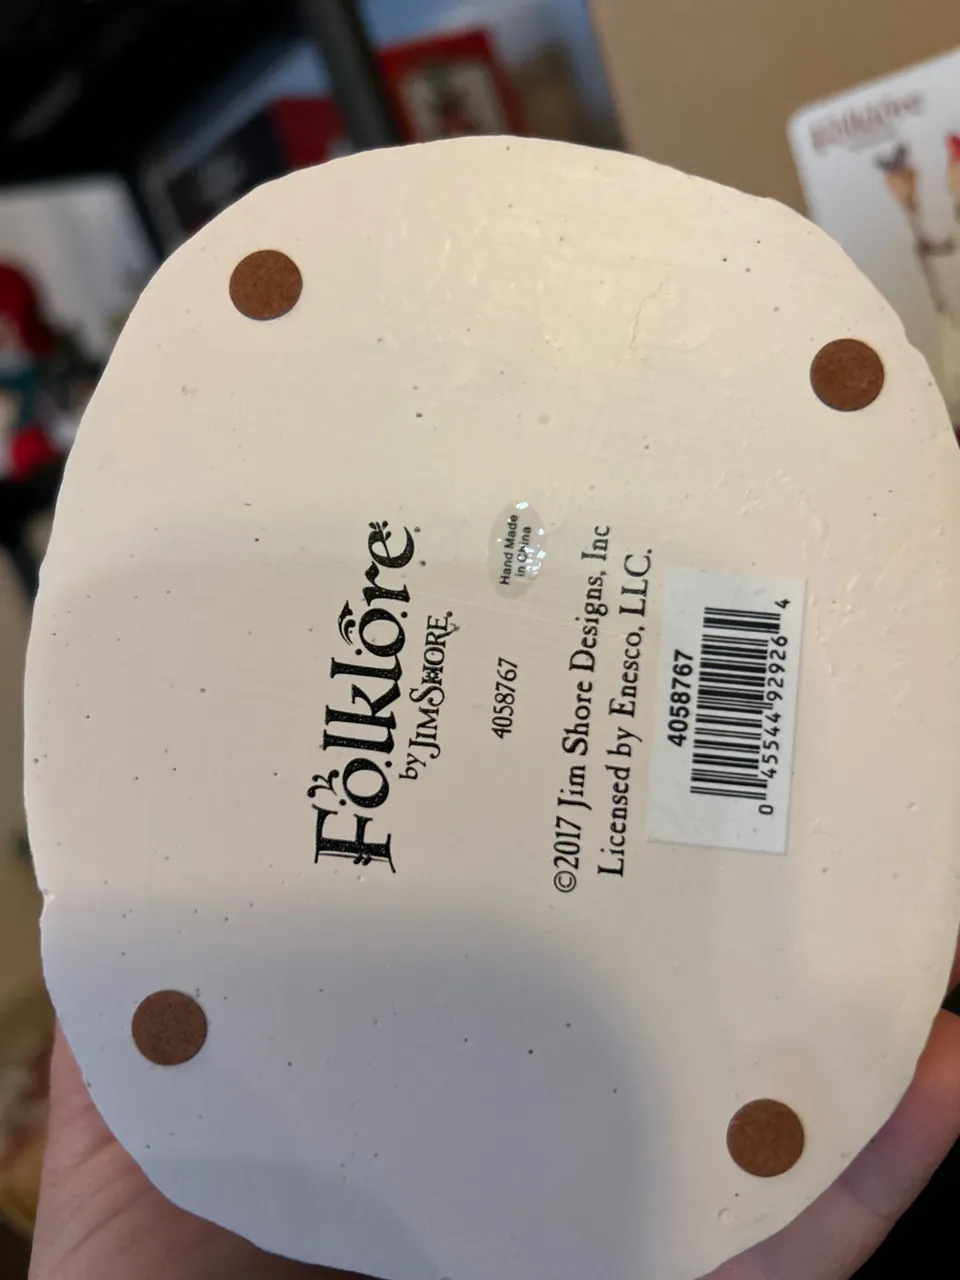 Folklore
by JIM SHORE.
4058767
Hand Made
in China
©2017 Jim Shore Designs, Inc
Licensed by Enesco, LLC.
4058767
0 45544 92926 4
Folklore